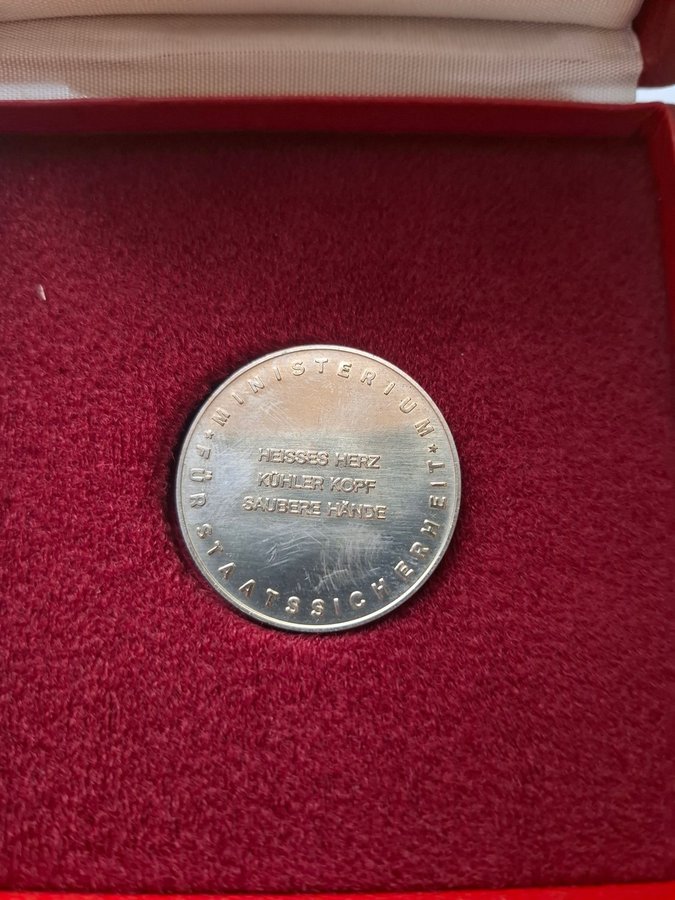 MINISTERIUM
HEISSES HERZ
KÜHLER KOPF
SAUBERE HÄNDE
FÜR STAATSSICHERHEIT